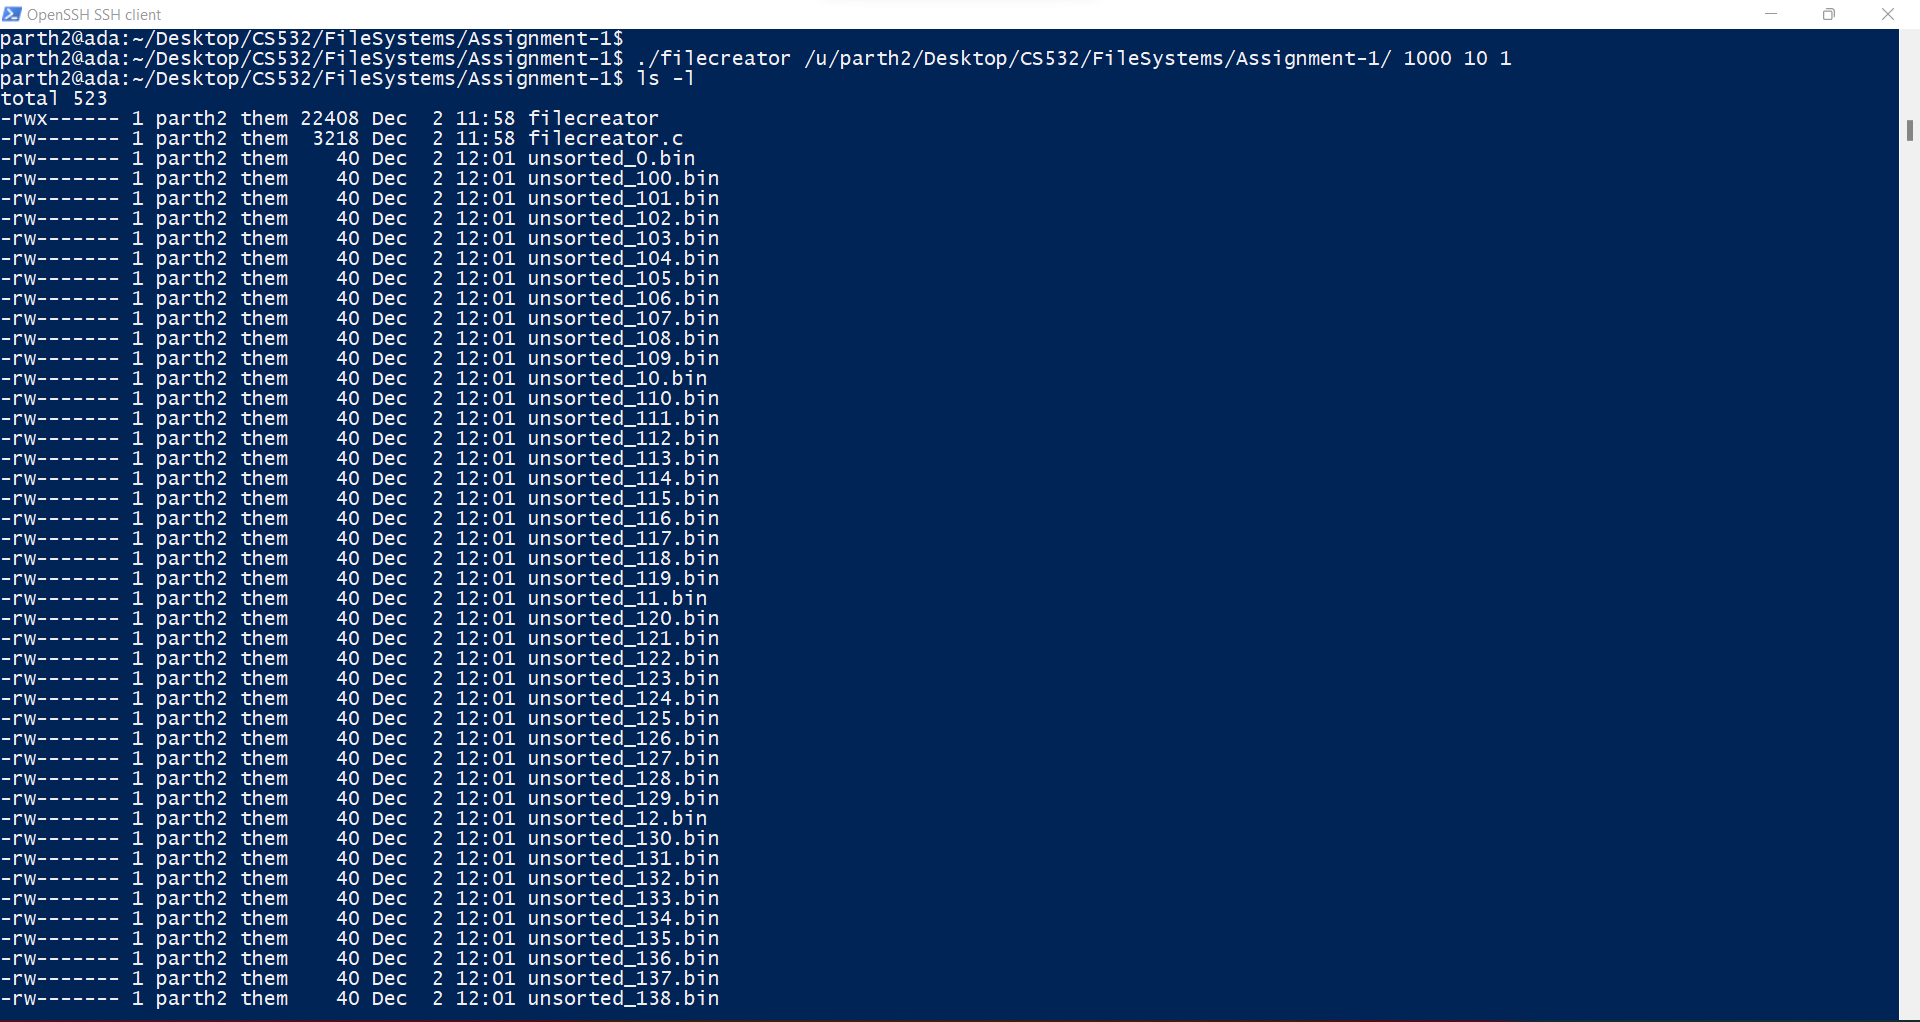 OpenSSH SSH client
parth2@ada:~/Desktop/CS532/FileSystems/Assignment-1$
parth2@ada:~/Desktop/CS532/FileSystems/Assignment-1$ ./filecreator /u/parth2/Desktop/CS532/FileSystems/Assignment-1/ 1000 10 1
parth2@ada:~/Desktop/CS532/FileSystems/Assignment-1$ ls -l
total 523
-rwx------ 1 parth2 them 22408 Dec  2 11:58 filecreator
-rw------- 1 parth2 them  3218 Dec  2 11:58 filecreator.c
-rw------- 1 parth2 them    40 Dec  2 12:01 unsorted_0.bin
-rw------- 1 parth2 them    40 Dec  2 12:01 unsorted_100.bin
-rw------- 1 parth2 them    40 Dec  2 12:01 unsorted_101.bin
-rw------- 1 parth2 them    40 Dec  2 12:01 unsorted_102.bin
-rw------- 1 parth2 them    40 Dec  2 12:01 unsorted_103.bin
-rw------- 1 parth2 them    40 Dec  2 12:01 unsorted_104.bin
-rw------- 1 parth2 them    40 Dec  2 12:01 unsorted_105.bin
-rw------- 1 parth2 them    40 Dec  2 12:01 unsorted_106.bin
-rw------- 1 parth2 them    40 Dec  2 12:01 unsorted_107.bin
-rw------- 1 parth2 them    40 Dec  2 12:01 unsorted_108.bin
-rw------- 1 parth2 them    40 Dec  2 12:01 unsorted_109.bin
-rw------- 1 parth2 them    40 Dec  2 12:01 unsorted_10.bin
-rw------- 1 parth2 them    40 Dec  2 12:01 unsorted_110.bin
-rw------- 1 parth2 them    40 Dec  2 12:01 unsorted_111.bin
-rw------- 1 parth2 them    40 Dec  2 12:01 unsorted_112.bin
-rw------- 1 parth2 them    40 Dec  2 12:01 unsorted_113.bin
-rw------- 1 parth2 them    40 Dec  2 12:01 unsorted_114.bin
-rw------- 1 parth2 them    40 Dec  2 12:01 unsorted_115.bin
-rw------- 1 parth2 them    40 Dec  2 12:01 unsorted_116.bin
-rw------- 1 parth2 them    40 Dec  2 12:01 unsorted_117.bin
-rw------- 1 parth2 them    40 Dec  2 12:01 unsorted_118.bin
-rw------- 1 parth2 them    40 Dec  2 12:01 unsorted_119.bin
-rw------- 1 parth2 them    40 Dec  2 12:01 unsorted_11.bin
-rw------- 1 parth2 them    40 Dec  2 12:01 unsorted_120.bin
-rw------- 1 parth2 them    40 Dec  2 12:01 unsorted_121.bin
-rw------- 1 parth2 them    40 Dec  2 12:01 unsorted_122.bin
-rw------- 1 parth2 them    40 Dec  2 12:01 unsorted_123.bin
-rw------- 1 parth2 them    40 Dec  2 12:01 unsorted_124.bin
-rw------- 1 parth2 them    40 Dec  2 12:01 unsorted_125.bin
-rw------- 1 parth2 them    40 Dec  2 12:01 unsorted_126.bin
-rw------- 1 parth2 them    40 Dec  2 12:01 unsorted_127.bin
-rw------- 1 parth2 them    40 Dec  2 12:01 unsorted_128.bin
-rw------- 1 parth2 them    40 Dec  2 12:01 unsorted_129.bin
-rw------- 1 parth2 them    40 Dec  2 12:01 unsorted_12.bin
-rw------- 1 parth2 them    40 Dec  2 12:01 unsorted_130.bin
-rw------- 1 parth2 them    40 Dec  2 12:01 unsorted_131.bin
-rw------- 1 parth2 them    40 Dec  2 12:01 unsorted_132.bin
-rw------- 1 parth2 them    40 Dec  2 12:01 unsorted_133.bin
-rw------- 1 parth2 them    40 Dec  2 12:01 unsorted_134.bin
-rw------- 1 parth2 them    40 Dec  2 12:01 unsorted_135.bin
-rw------- 1 parth2 them    40 Dec  2 12:01 unsorted_136.bin
-rw------- 1 parth2 them    40 Dec  2 12:01 unsorted_137.bin
-rw------- 1 parth2 them    40 Dec  2 12:01 unsorted_138.bin